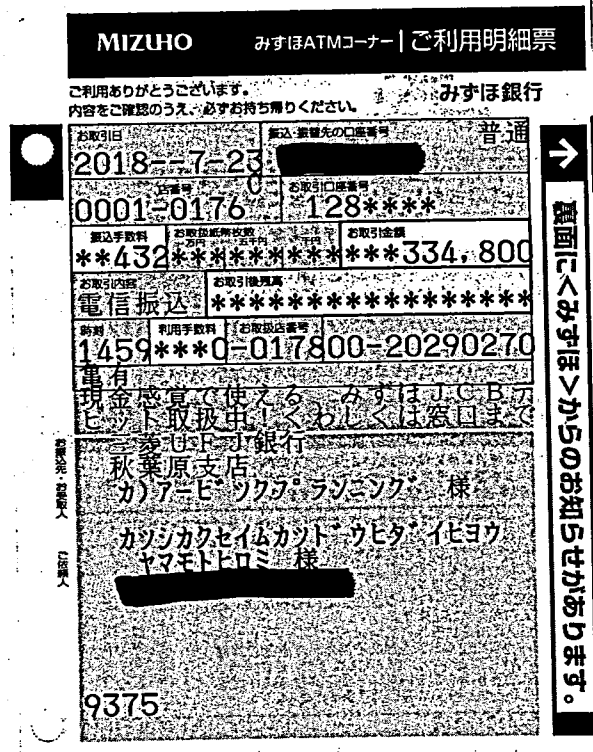 MIZUHO みずほATMコーナー|ご利用明細票
ご利用ありがとうございます。
内容をご確認のうえ、必ずお持ち帰りください。
みずほ銀行
お取引日 振込・振替先の口座番号 普通
2018--7-23
店番号 お取引口座番号
0001-0176 128****
振込手数料 お取扱紙幣枚数 お取引金額
万円 五千円 千円
**432*********334,800
お取引内容 お取引後残高
電信振込 ******************
時刻 利用手数料 お取扱店番号
1459***0-017800-20290270
亀有
現金感覚で使える みずほJCBデ
ビット取扱中!くわしくは窓口まで
お振込先・お受取人
三菱UFJ銀行
秋葉原支店
カ)アービックプランニング 様
ご依頼人
カソシカクセイムカツドウヒダイヒヨウ
ヤマモトヒロミ 様
9375
→裏面に<みずほ>からのお知らせがあります。